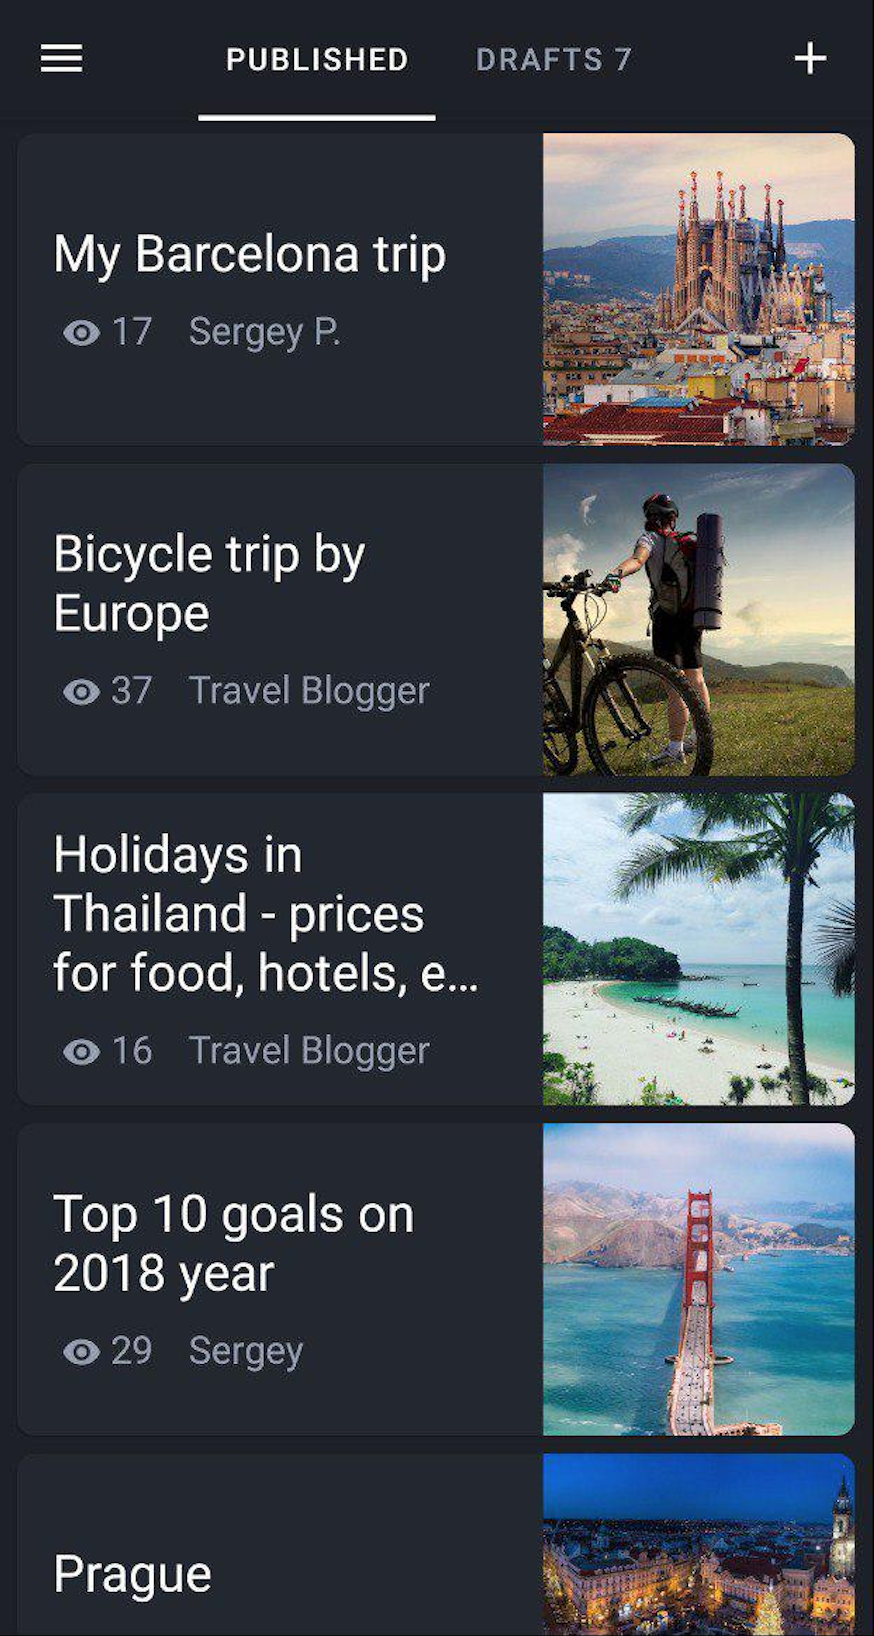 PUBLISHED DRAFTS 7
My Barcelona trip
17 Sergey P.
Bicycle trip by
Europe
37 Travel Blogger
Holidays in
Thailand - prices
for food, hotels, e...
16 Travel Blogger
Top 10 goals on
2018 year
29 Sergey
Prague